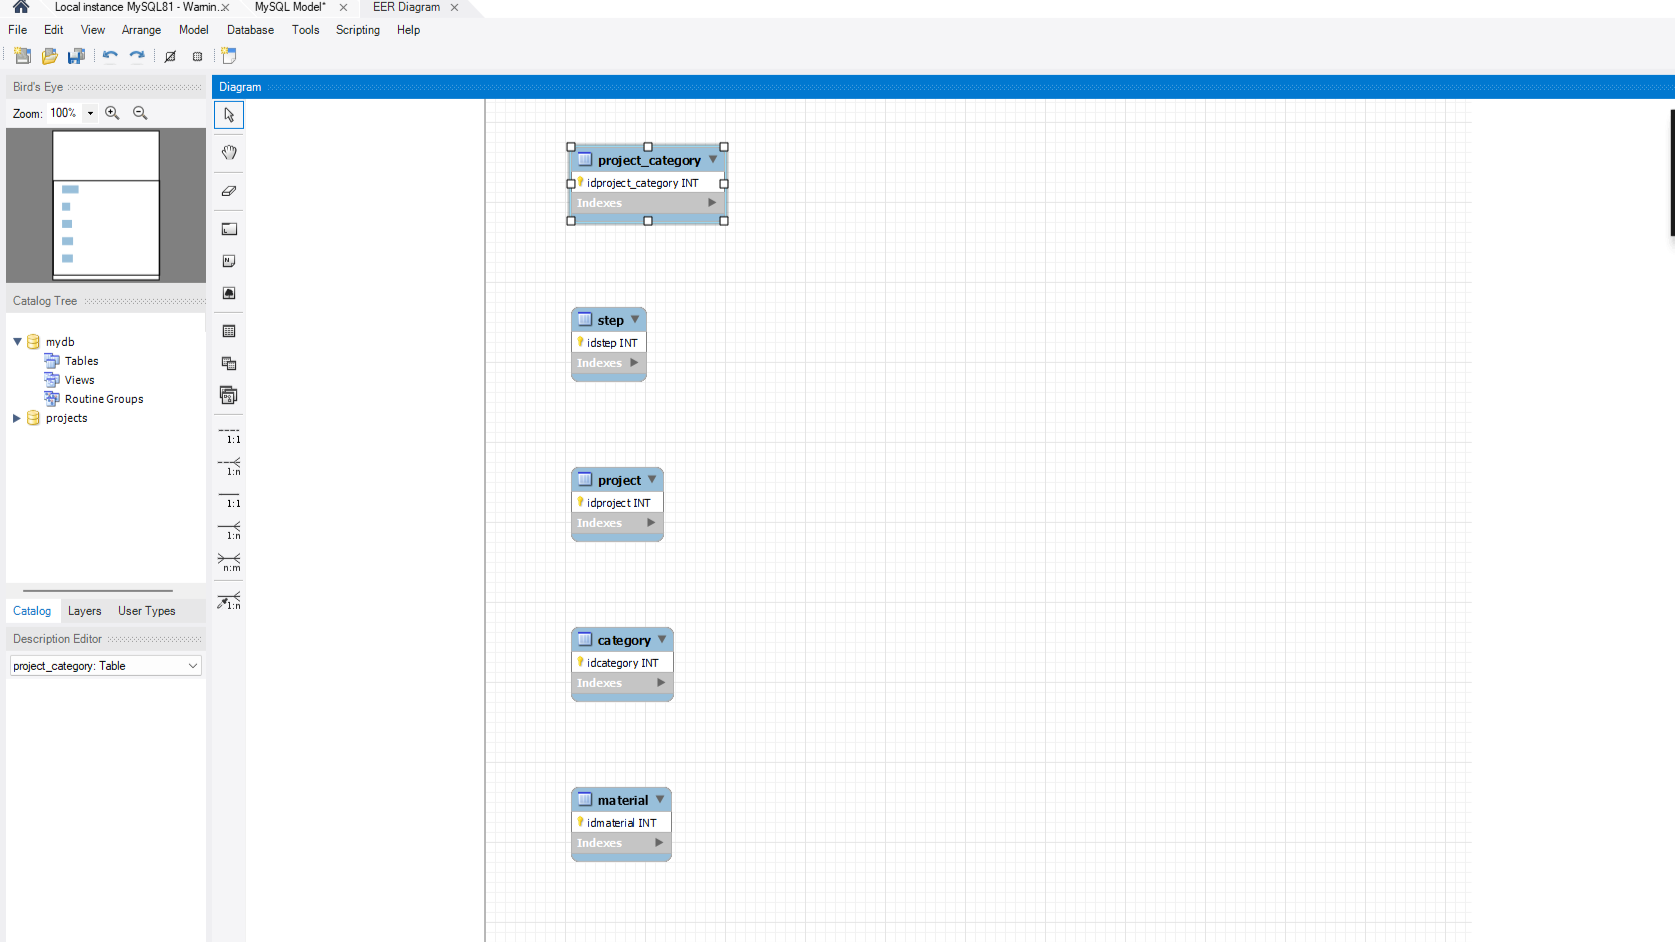 Local instance MySQL81 - Warnin...
MySQL Model*
EER Diagram
File Edit View Arrange Model Database Tools Scripting Help
Bird's Eye
Diagram
Zoom: 100%
project_category
idproject_category INT
Indexes
step
idstep INT
Indexes
project
idproject INT
Indexes
category
idcategory INT
Indexes
material
idmaterial INT
Indexes
Catalog Tree
mydb
Tables
Views
Routine Groups
projects
1:1
1:n
1:1
1:n
n:m
1:n
Catalog Layers User Types
Description Editor
project_category: Table